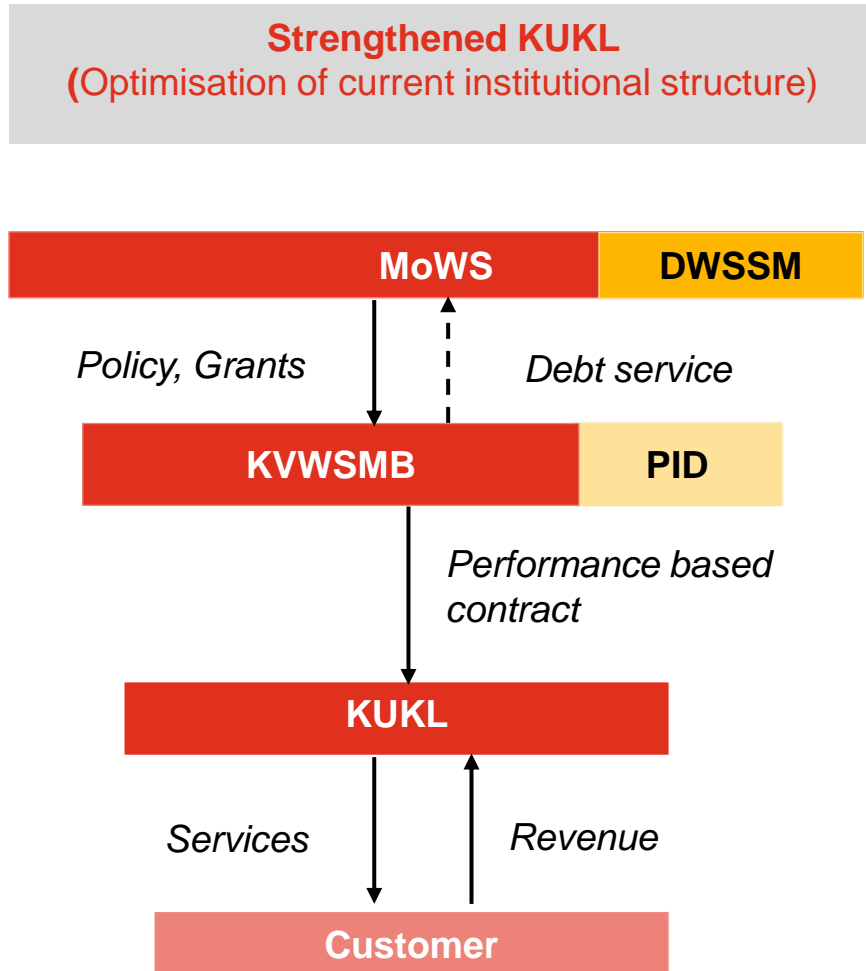 Strengthened KUKL
(Optimisation of current institutional structure)
MoWS
DWSSM
Policy, Grants
Debt service
KVWSMB
PID
Performance based
contract
KUKL
Services
Revenue
Customer